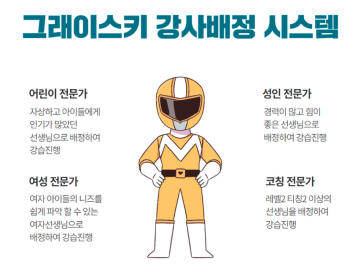 그래이스키 강사배정 시스템
어린이 전문가
자상하고 아이들에게
인기가 많았던
선생님으로 배정하여
강습진행
성인 전문가
경력이 많고 힘이
좋은 선생님으로
배정하여 강습진행
여성 전문가
여자 아이들의 니즈를
쉽게 파악 할 수 있는
여자선생님으로
배정하여 강습진행
코칭 전문가
레벨2 티칭2 이상의
선생님을 배정하여
강습진행